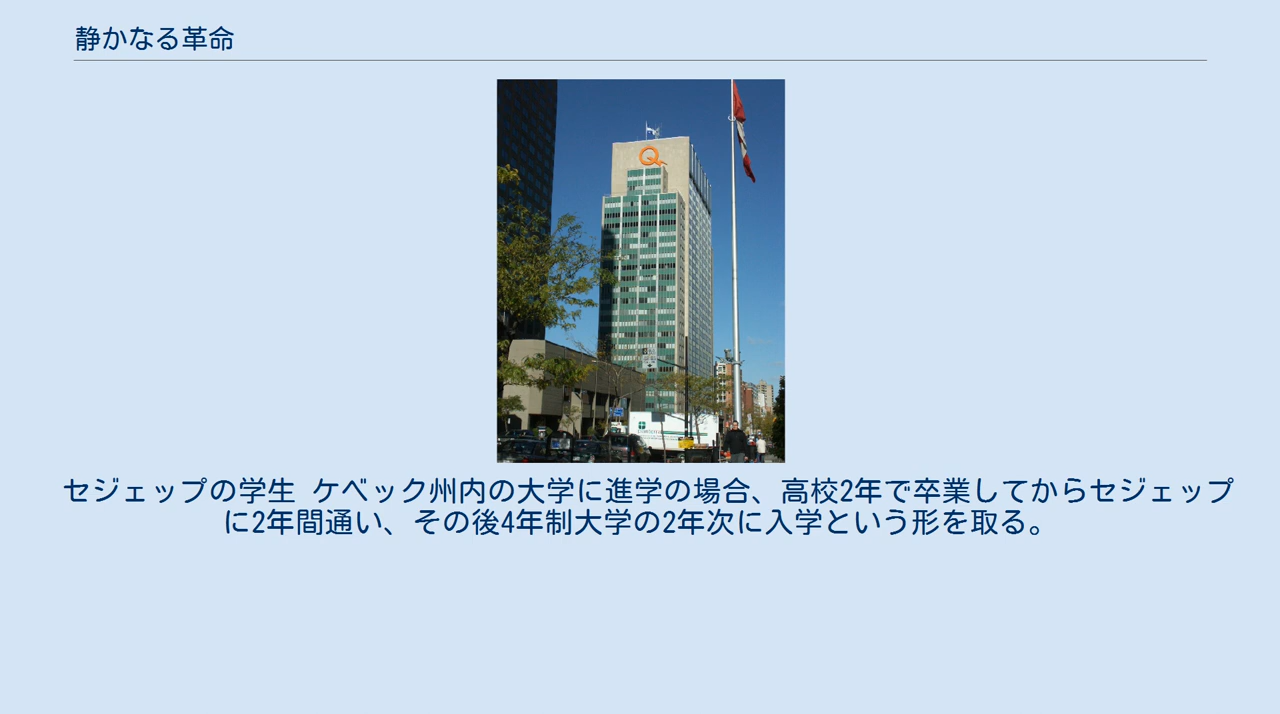 静かなる革命
Q
セジェップの学生 ケベック州内の大学に進学の場合、高校2年で卒業してからセジェップ
に2年間通い、その後4年制大学の2年次に入学という形を取る。